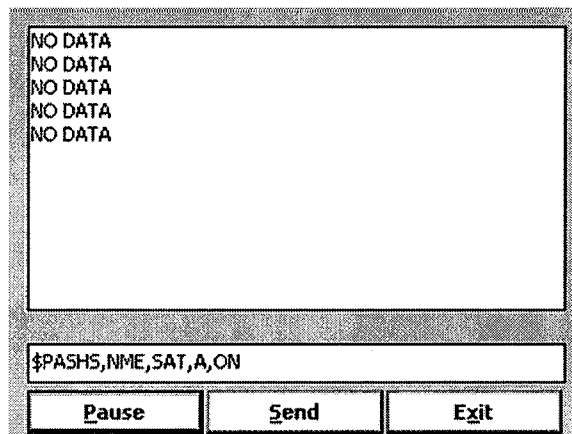 NO DATA
NO DATA
NO DATA
NO DATA
NO DATA
$PASHS,NME,SAT,A,ON
Pause Send Exit